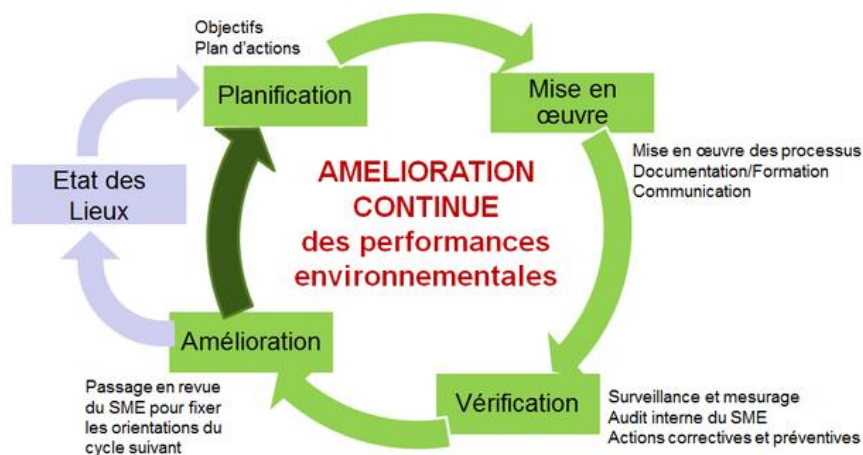 Objectifs
Plan d'actions
Planification
Mise en
œuvre
Mise en œuvre des processus
Documentation/Formation
Communication
Etat des
Lieux
AMELIORATION
CONTINUE
des performances
environnementales
Amélioration
Passage en revue
du SME pour fixer
les orientations du
cycle suivant
Vérification
Surveillance et mesurage
Audit interne du SME
Actions correctives et préventives